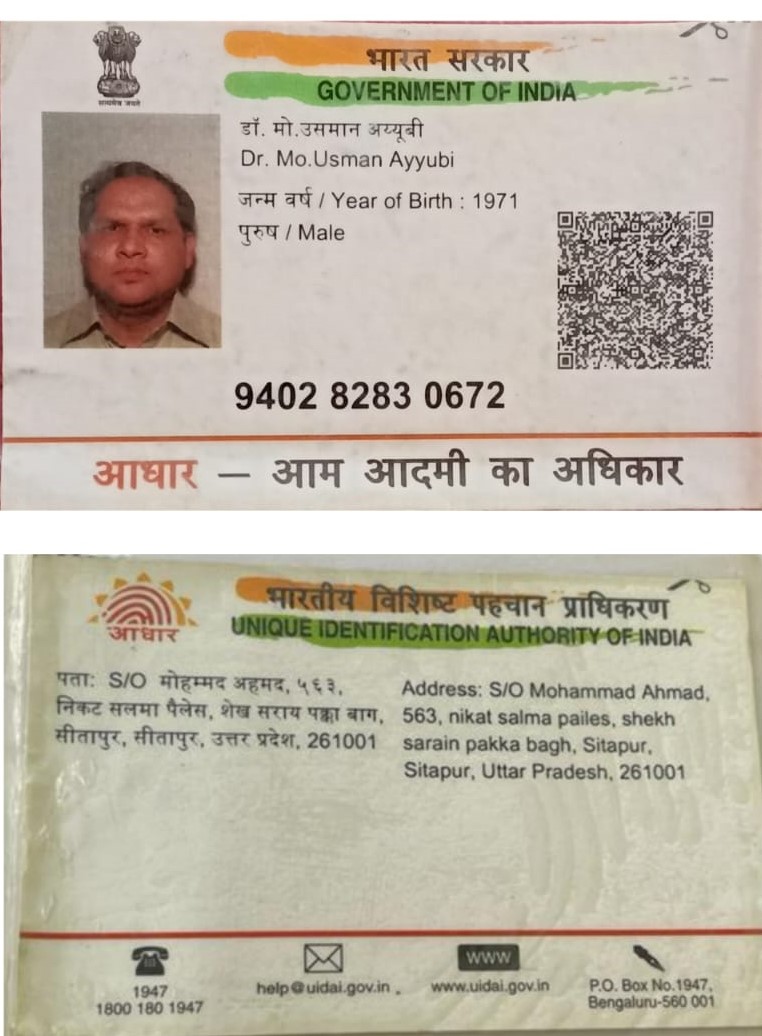 सत्यमेव जयते
भारत सरकार
GOVERNMENT OF INDIA
डॉ. मो.उसमान अय्यूबी
Dr. Mo.Usman Ayyubi
जन्म वर्ष / Year of Birth : 1971
पुरुष / Male
9402 8283 0672
आधार – आम आदमी का अधिकार
भारतीय विशिष्ट पहचान प्राधिकरण
UNIQUE IDENTIFICATION AUTHORITY OF INDIA
आधार
पता: S/O मोहम्मद अहमद, ५६३,
निकट सलमा पैलेस, शेख सराय पक्का बाग,
सीतापुर, सीतापुर, उत्तर प्रदेश, 261001
Address: S/O Mohammad Ahmad,
563, nikat salma pailes, shekh
sarain pakka bagh, Sitapur,
Sitapur, Uttar Pradesh, 261001
1947
1800 180 1947
help@uidai.gov.in
WWW
www.uidai.gov.in
P.O. Box No.1947,
Bengaluru-560 001